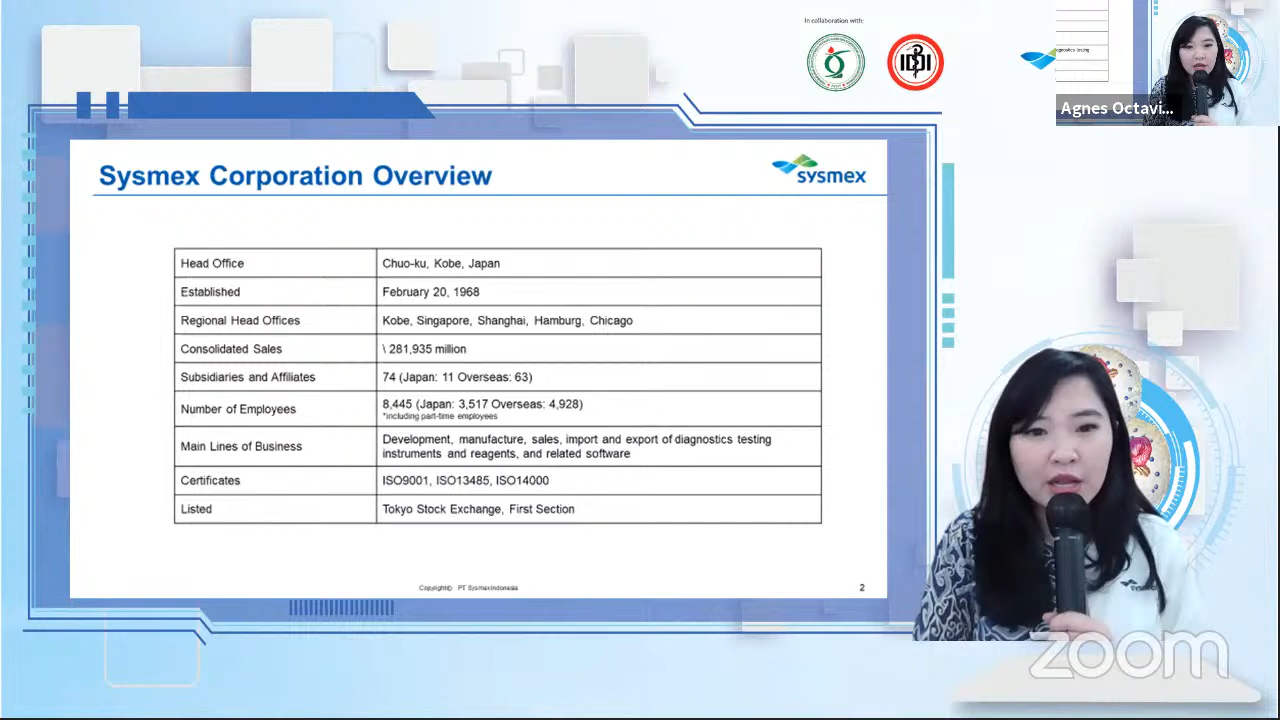 In collaboration with:
IDI
agnostics testing
Agnes Octavi...
Sysmex Corporation Overview
sysmex
Head Office Chuo-ku, Kobe, Japan
Established February 20, 1968
Regional Head Offices Kobe, Singapore, Shanghai, Hamburg, Chicago
Consolidated Sales \ 281,935 million
Subsidiaries and Affiliates 74 (Japan: 11 Overseas: 63)
Number of Employees 8,445 (Japan: 3,517 Overseas: 4,928)
*including part-time employees
Main Lines of Business Development, manufacture, sales, import and export of diagnostics testing
instruments and reagents, and related software
Certificates ISO9001, ISO13485, ISO14000
Listed Tokyo Stock Exchange, First Section
Copyright© PT Sysmex Indonesia
2
zoom